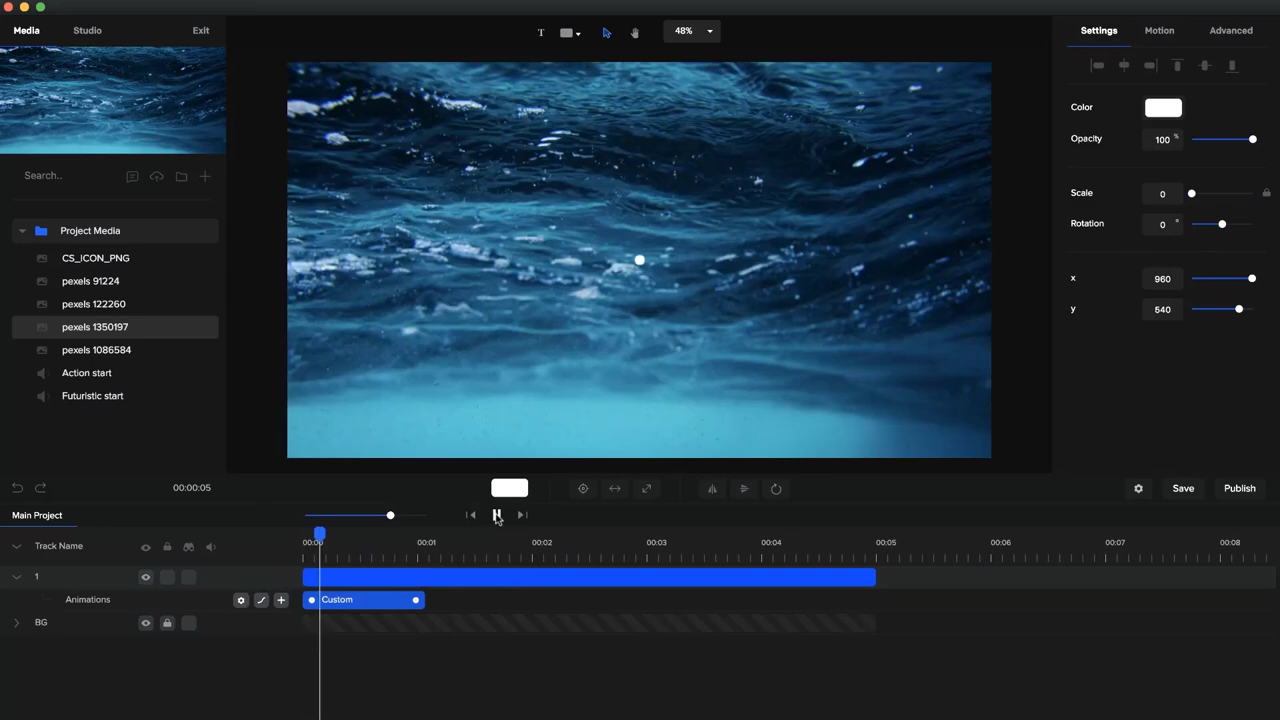 Media Studio Exit
T 48%
Settings Motion Advanced
Color
Opacity 100 %
Search..
Scale 0
Rotation 0 °
Project Media
CS_ICON_PNG
pexels 91224
x 960
pexels 122260
y 540
pexels 1350197
pexels 1086584
Action start
Futuristic start
00:00:05
Save Publish
Main Project
Track Name
00:00 00:01 00:02 00:03 00:04 00:05 00:06 00:07 00:08
1
Animations Custom
BG